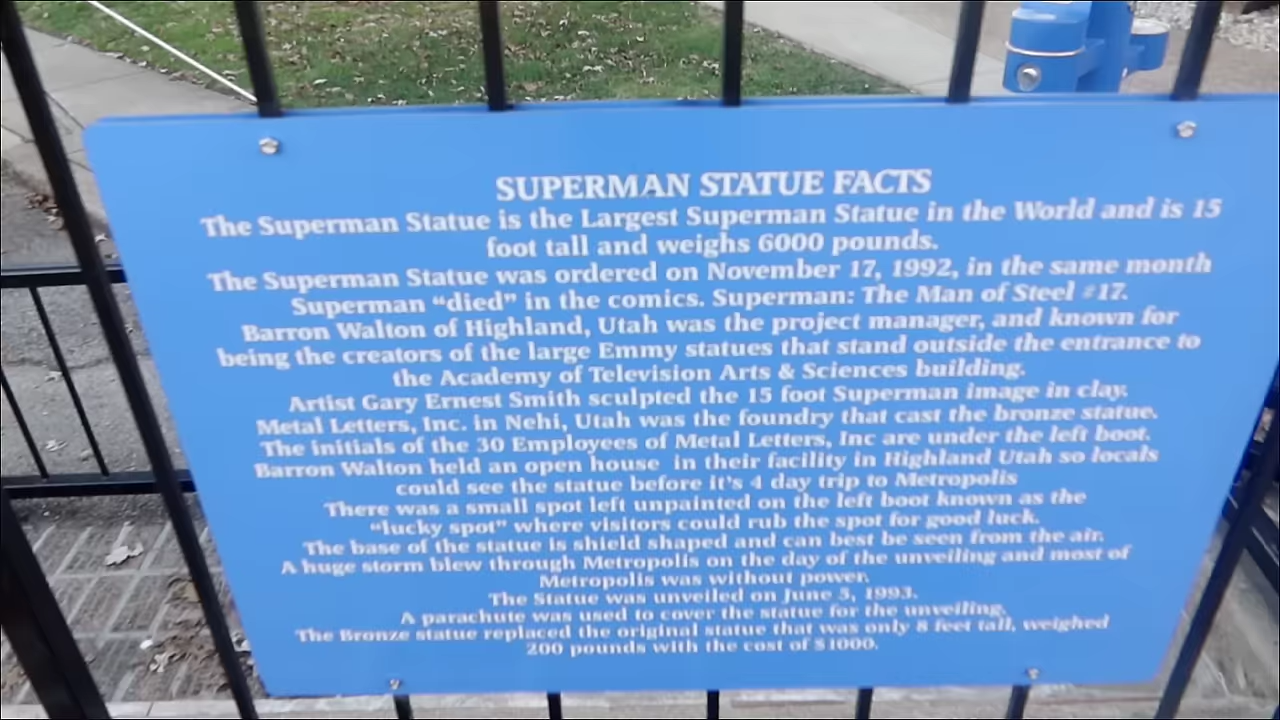 SUPERMAN STATUE FACTS
The Superman Statue is the Largest Superman Statue in the World and is 15
foot tall and weighs 6000 pounds.
The Superman Statue was ordered on November 17, 1992, in the same month
Superman “died” in the comics. Superman: The Man of Steel #17.
Barron Walton of Highland, Utah was the project manager, and known for
being the creators of the large Emmy statues that stand outside the entrance to
the Academy of Television Arts & Sciences building.
Artist Gary Ernest Smith sculpted the 15 foot Superman image in clay.
Metal Letters, Inc. in Nehi, Utah was the foundry that cast the bronze statue.
The initials of the 30 Employees of Metal Letters, Inc are under the left boot.
Barron Walton held an open house in their facility in Highland Utah so locals
could see the statue before it's 4 day trip to Metropolis
There was a small spot left unpainted on the left boot known as the
“lucky spot” where visitors could rub the spot for good luck.
The base of the statue is shield shaped and can best be seen from the air.
A huge storm blew through Metropolis on the day of the unveiling and most of
Metropolis was without power.
The Statue was unveiled on June 3, 1993.
A parachute was used to cover the statue for the unveiling.
The Bronze statue replaced the original statue that was only 8 feet tall, weighed
200 pounds with the cost of $1000.